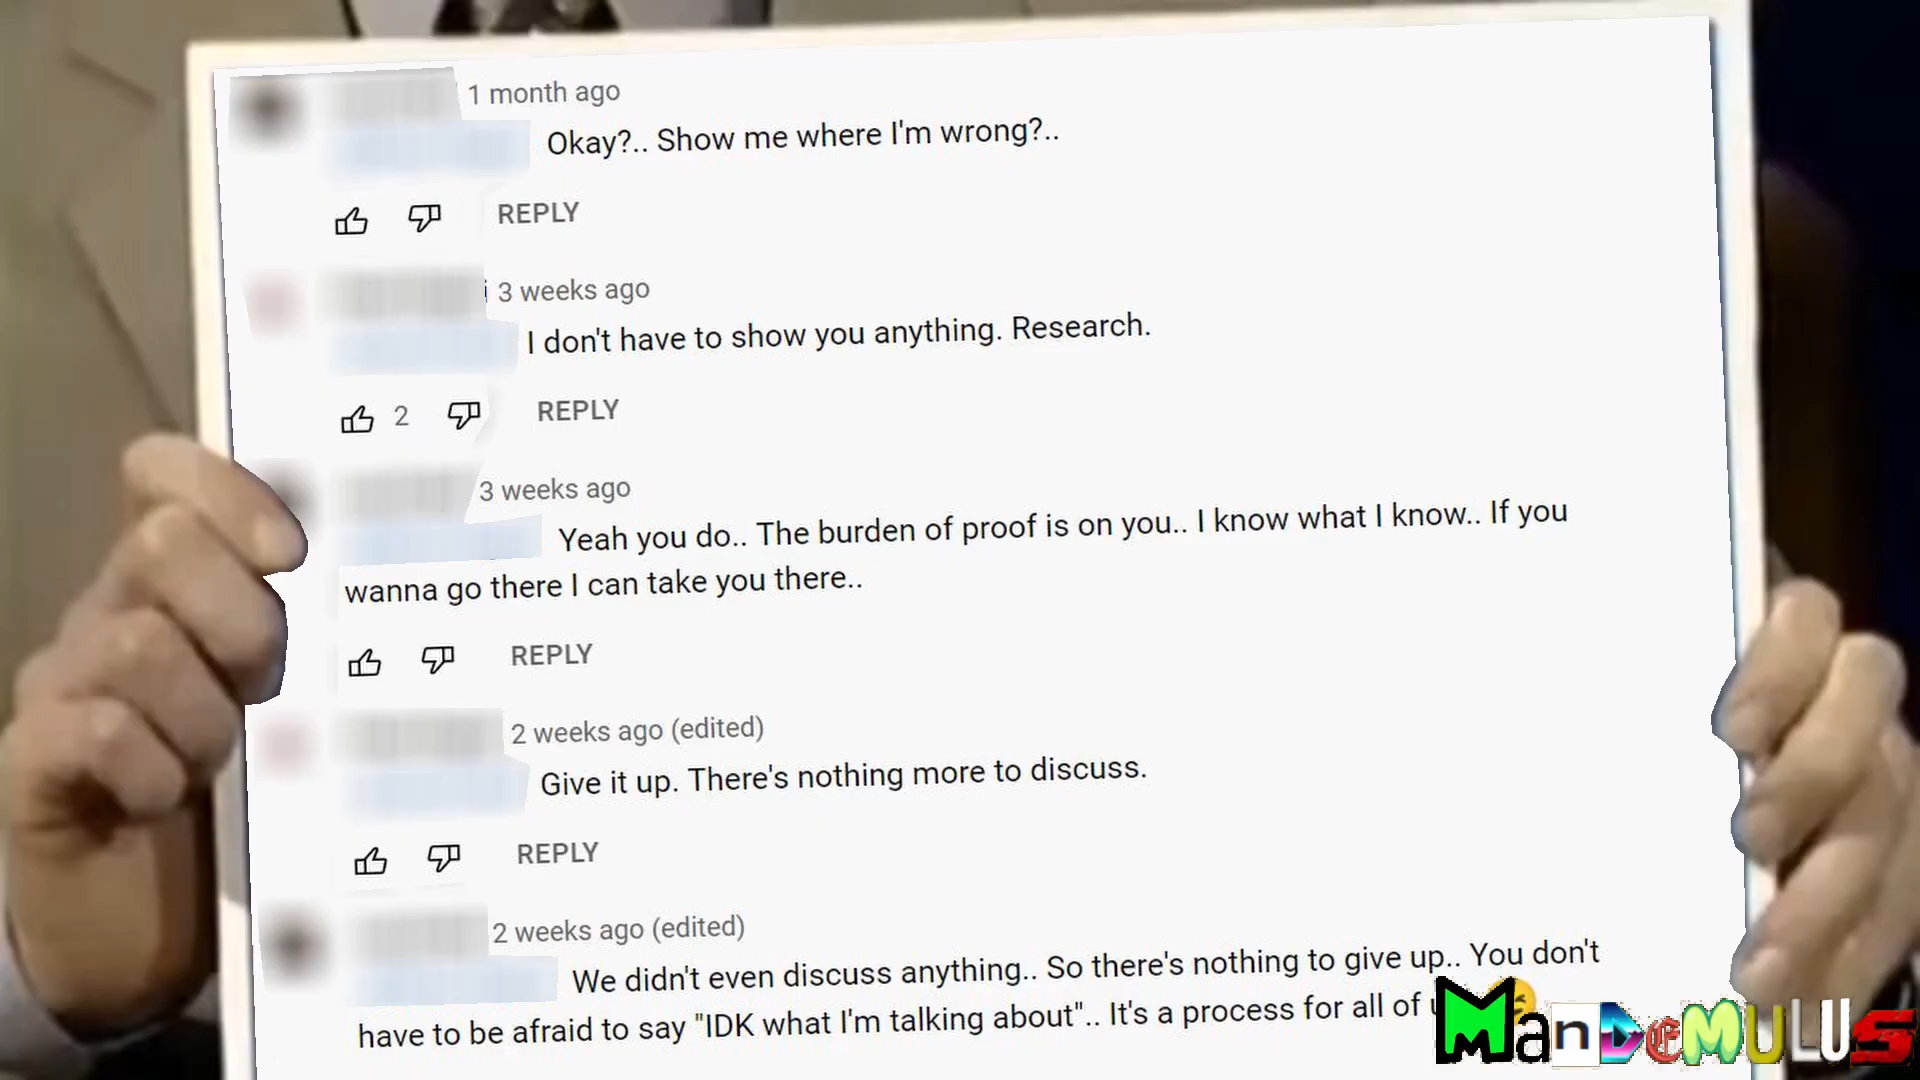 1 month ago
Okay?.. Show me where I'm wrong?..
REPLY
3 weeks ago
I don't have to show you anything. Research.
2 REPLY
3 weeks ago
Yeah you do.. The burden of proof is on you.. I know what I know.. If you
wanna go there I can take you there..
REPLY
2 weeks ago (edited)
Give it up. There's nothing more to discuss.
REPLY
2 weeks ago (edited)
We didn't even discuss anything.. So there's nothing to give up.. You don't
have to be afraid to say "IDK what I'm talking about".. It's a process for all of
ManDeMULUS